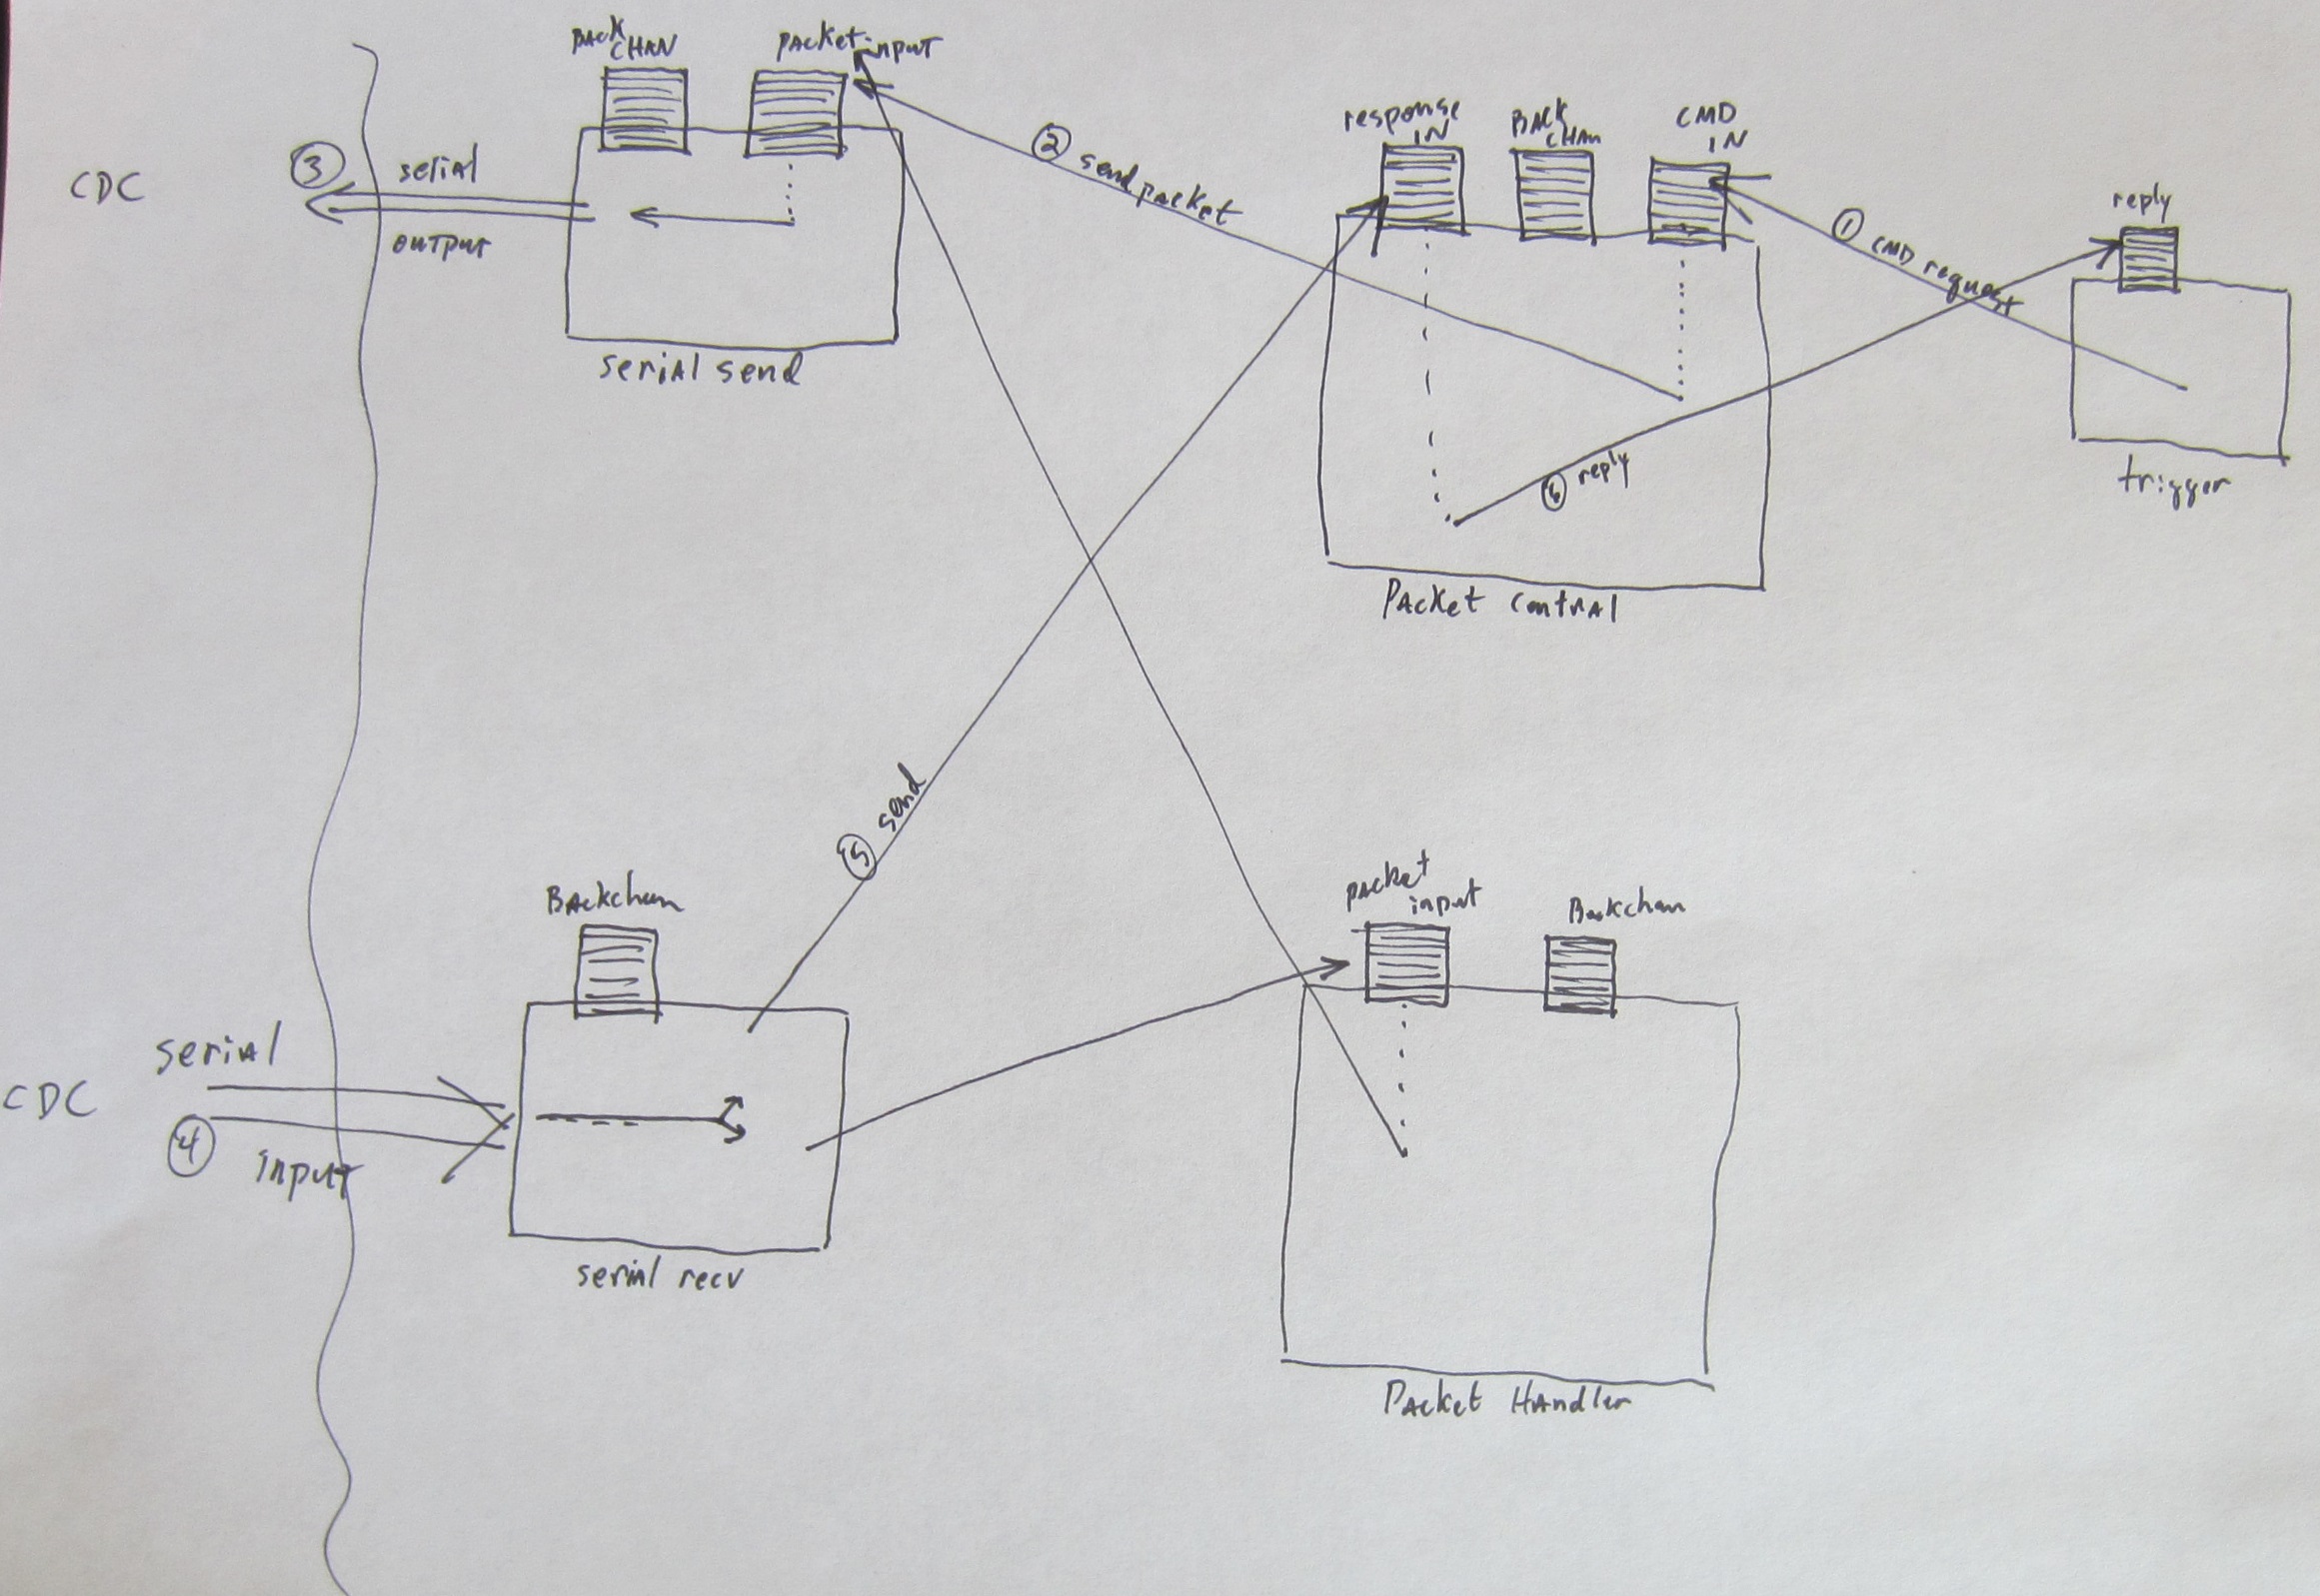 BACK
CHAN
packet-input
CDC
3
serial
output
serial send
2 send packet
response
IN
BACK
CHAN
CMD
IN
1 CMD request
reply
trigger
6 reply
Packet Contral
5 send
Backchan
serial
CDC
4
input
serial recv
packet
input
Backchan
Packet Handler